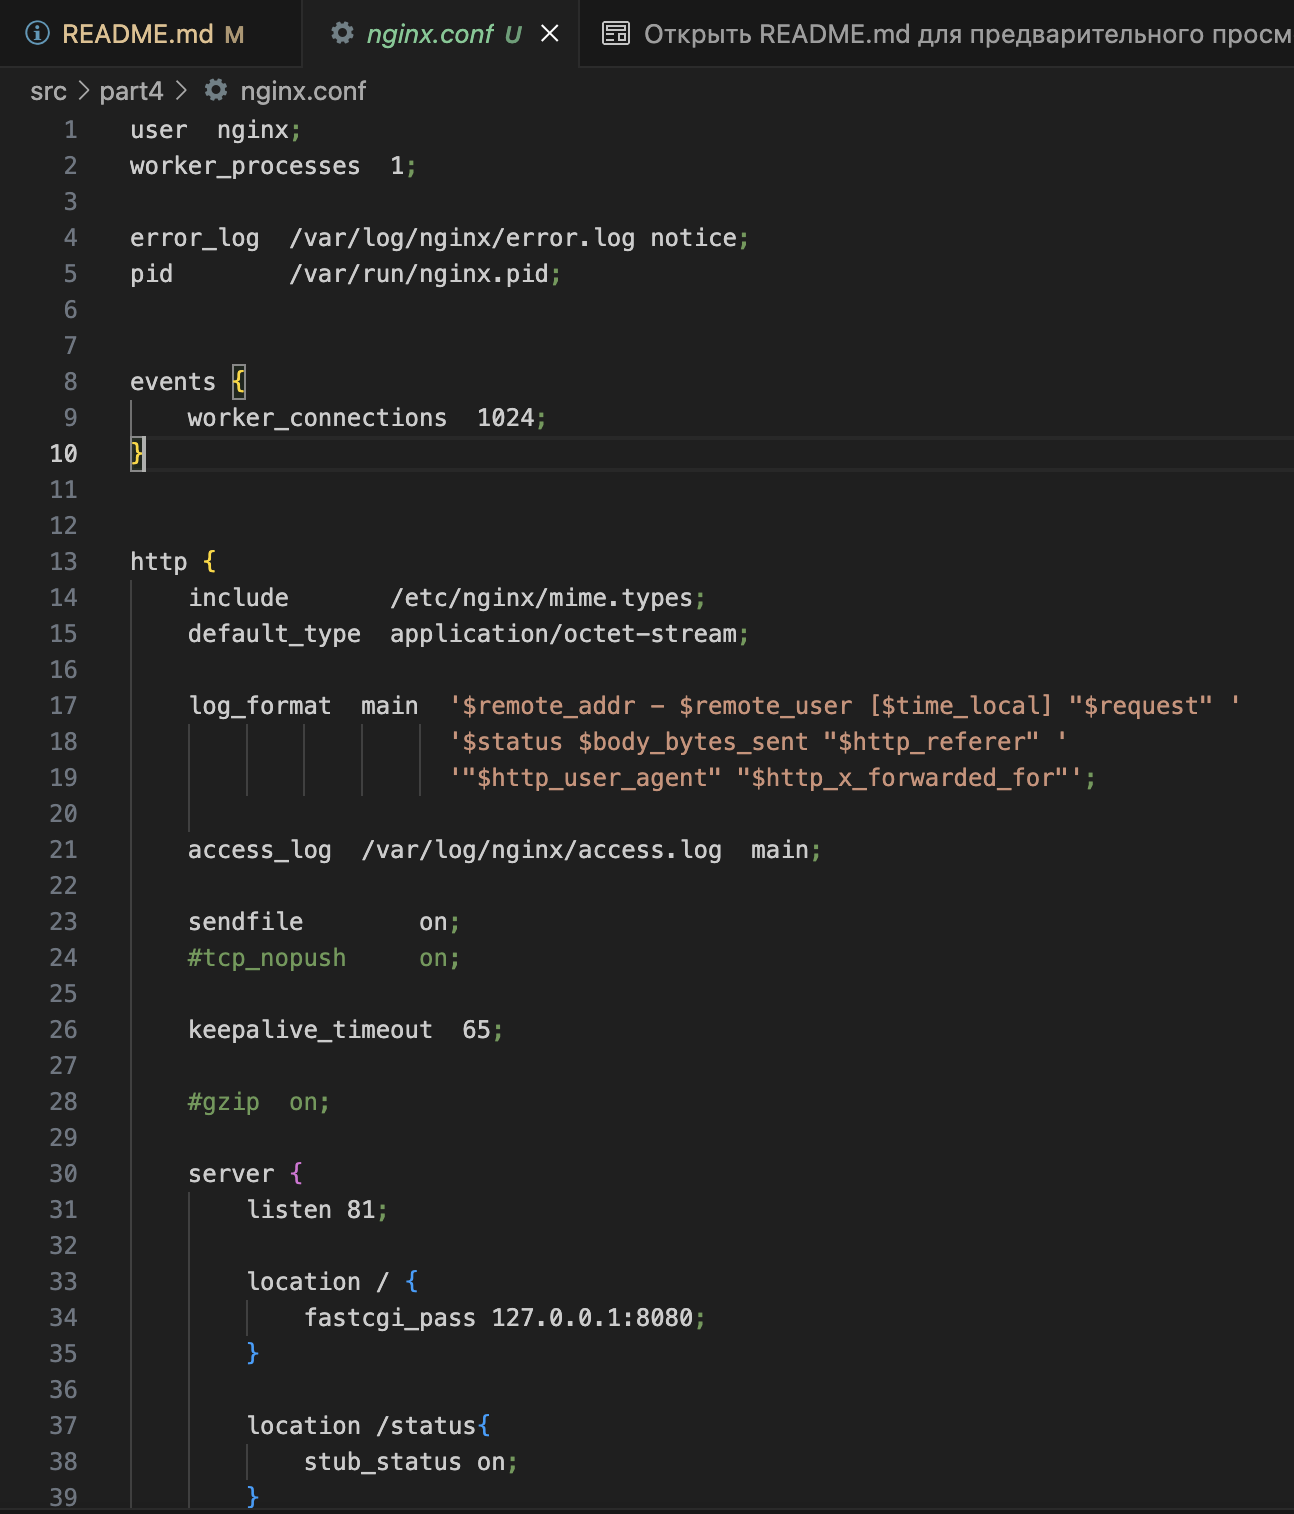 README.md M nginx.conf U Открыть README.md для предварительного просм
src > part4 > nginx.conf
1 user  nginx;
2 worker_processes  1;
3
4 error_log  /var/log/nginx/error.log notice;
5 pid        /var/run/nginx.pid;
6
7
8 events {
9     worker_connections  1024;
10 }
11
12
13 http {
14     include       /etc/nginx/mime.types;
15     default_type  application/octet-stream;
16
17     log_format  main  '$remote_addr - $remote_user [$time_local] "$request" '
18                       '$status $body_bytes_sent "$http_referer" '
19                       '"$http_user_agent" "$http_x_forwarded_for"';
20
21     access_log  /var/log/nginx/access.log  main;
22
23     sendfile        on;
24     #tcp_nopush     on;
25
26     keepalive_timeout  65;
27
28     #gzip  on;
29
30     server {
31         listen 81;
32
33         location / {
34             fastcgi_pass 127.0.0.1:8080;
35         }
36
37         location /status{
38             stub_status on;
39         }